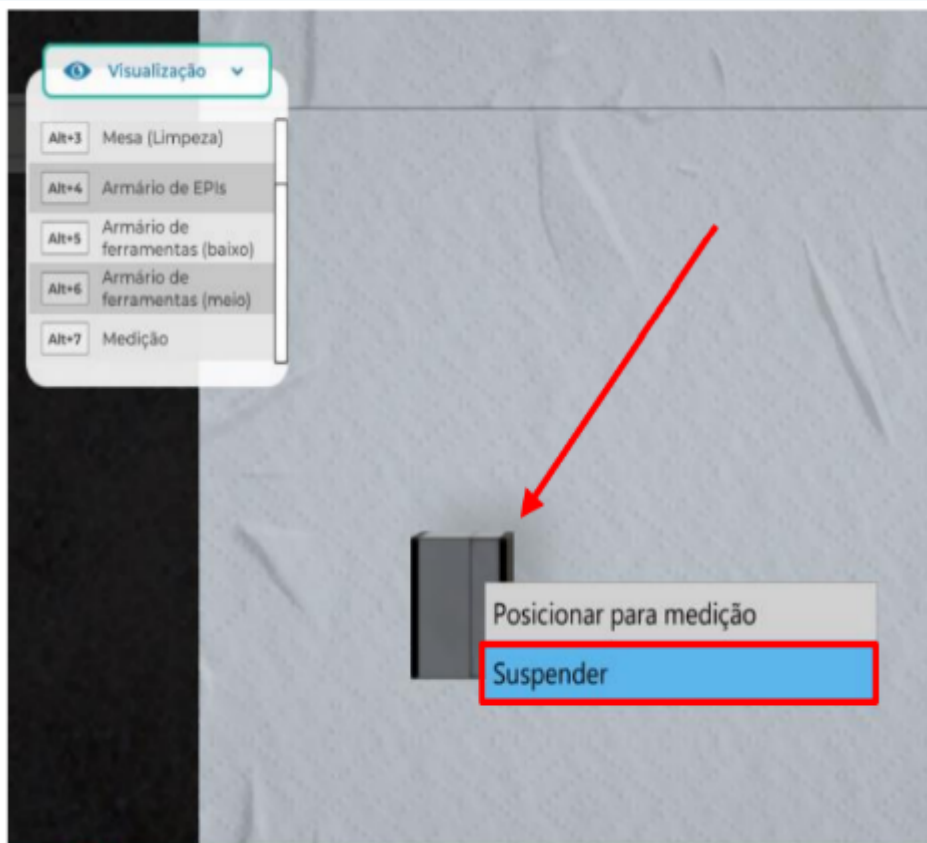 Visualização
Alt+3 Mesa (Limpeza)
Alt+4 Armário de EPIs
Alt+5 Armário de
ferramentas (baixo)
Alt+6 Armário de
ferramentas (meio)
Alt+7 Medição
Posicionar para medição
Suspender